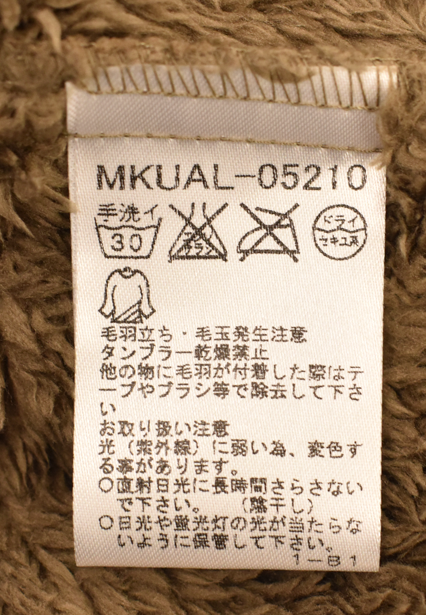 MKUAL-05210
手洗イ
30
エンソ
サラシ
ドライ
セキユ系
毛羽立ち・毛玉発生注意
タンブラー乾燥禁止
他の物に毛羽が付着した際はテ
ープやブラシ等で除去して下さ
い
お取り扱い注意
光(紫外線)に弱い為、変色す
る事があります。
○直射日光に長時間さらさない
で下さい。 (陰干し)
○日光や蛍光灯の光が当たらな
いように保管して下さい。
1-B1